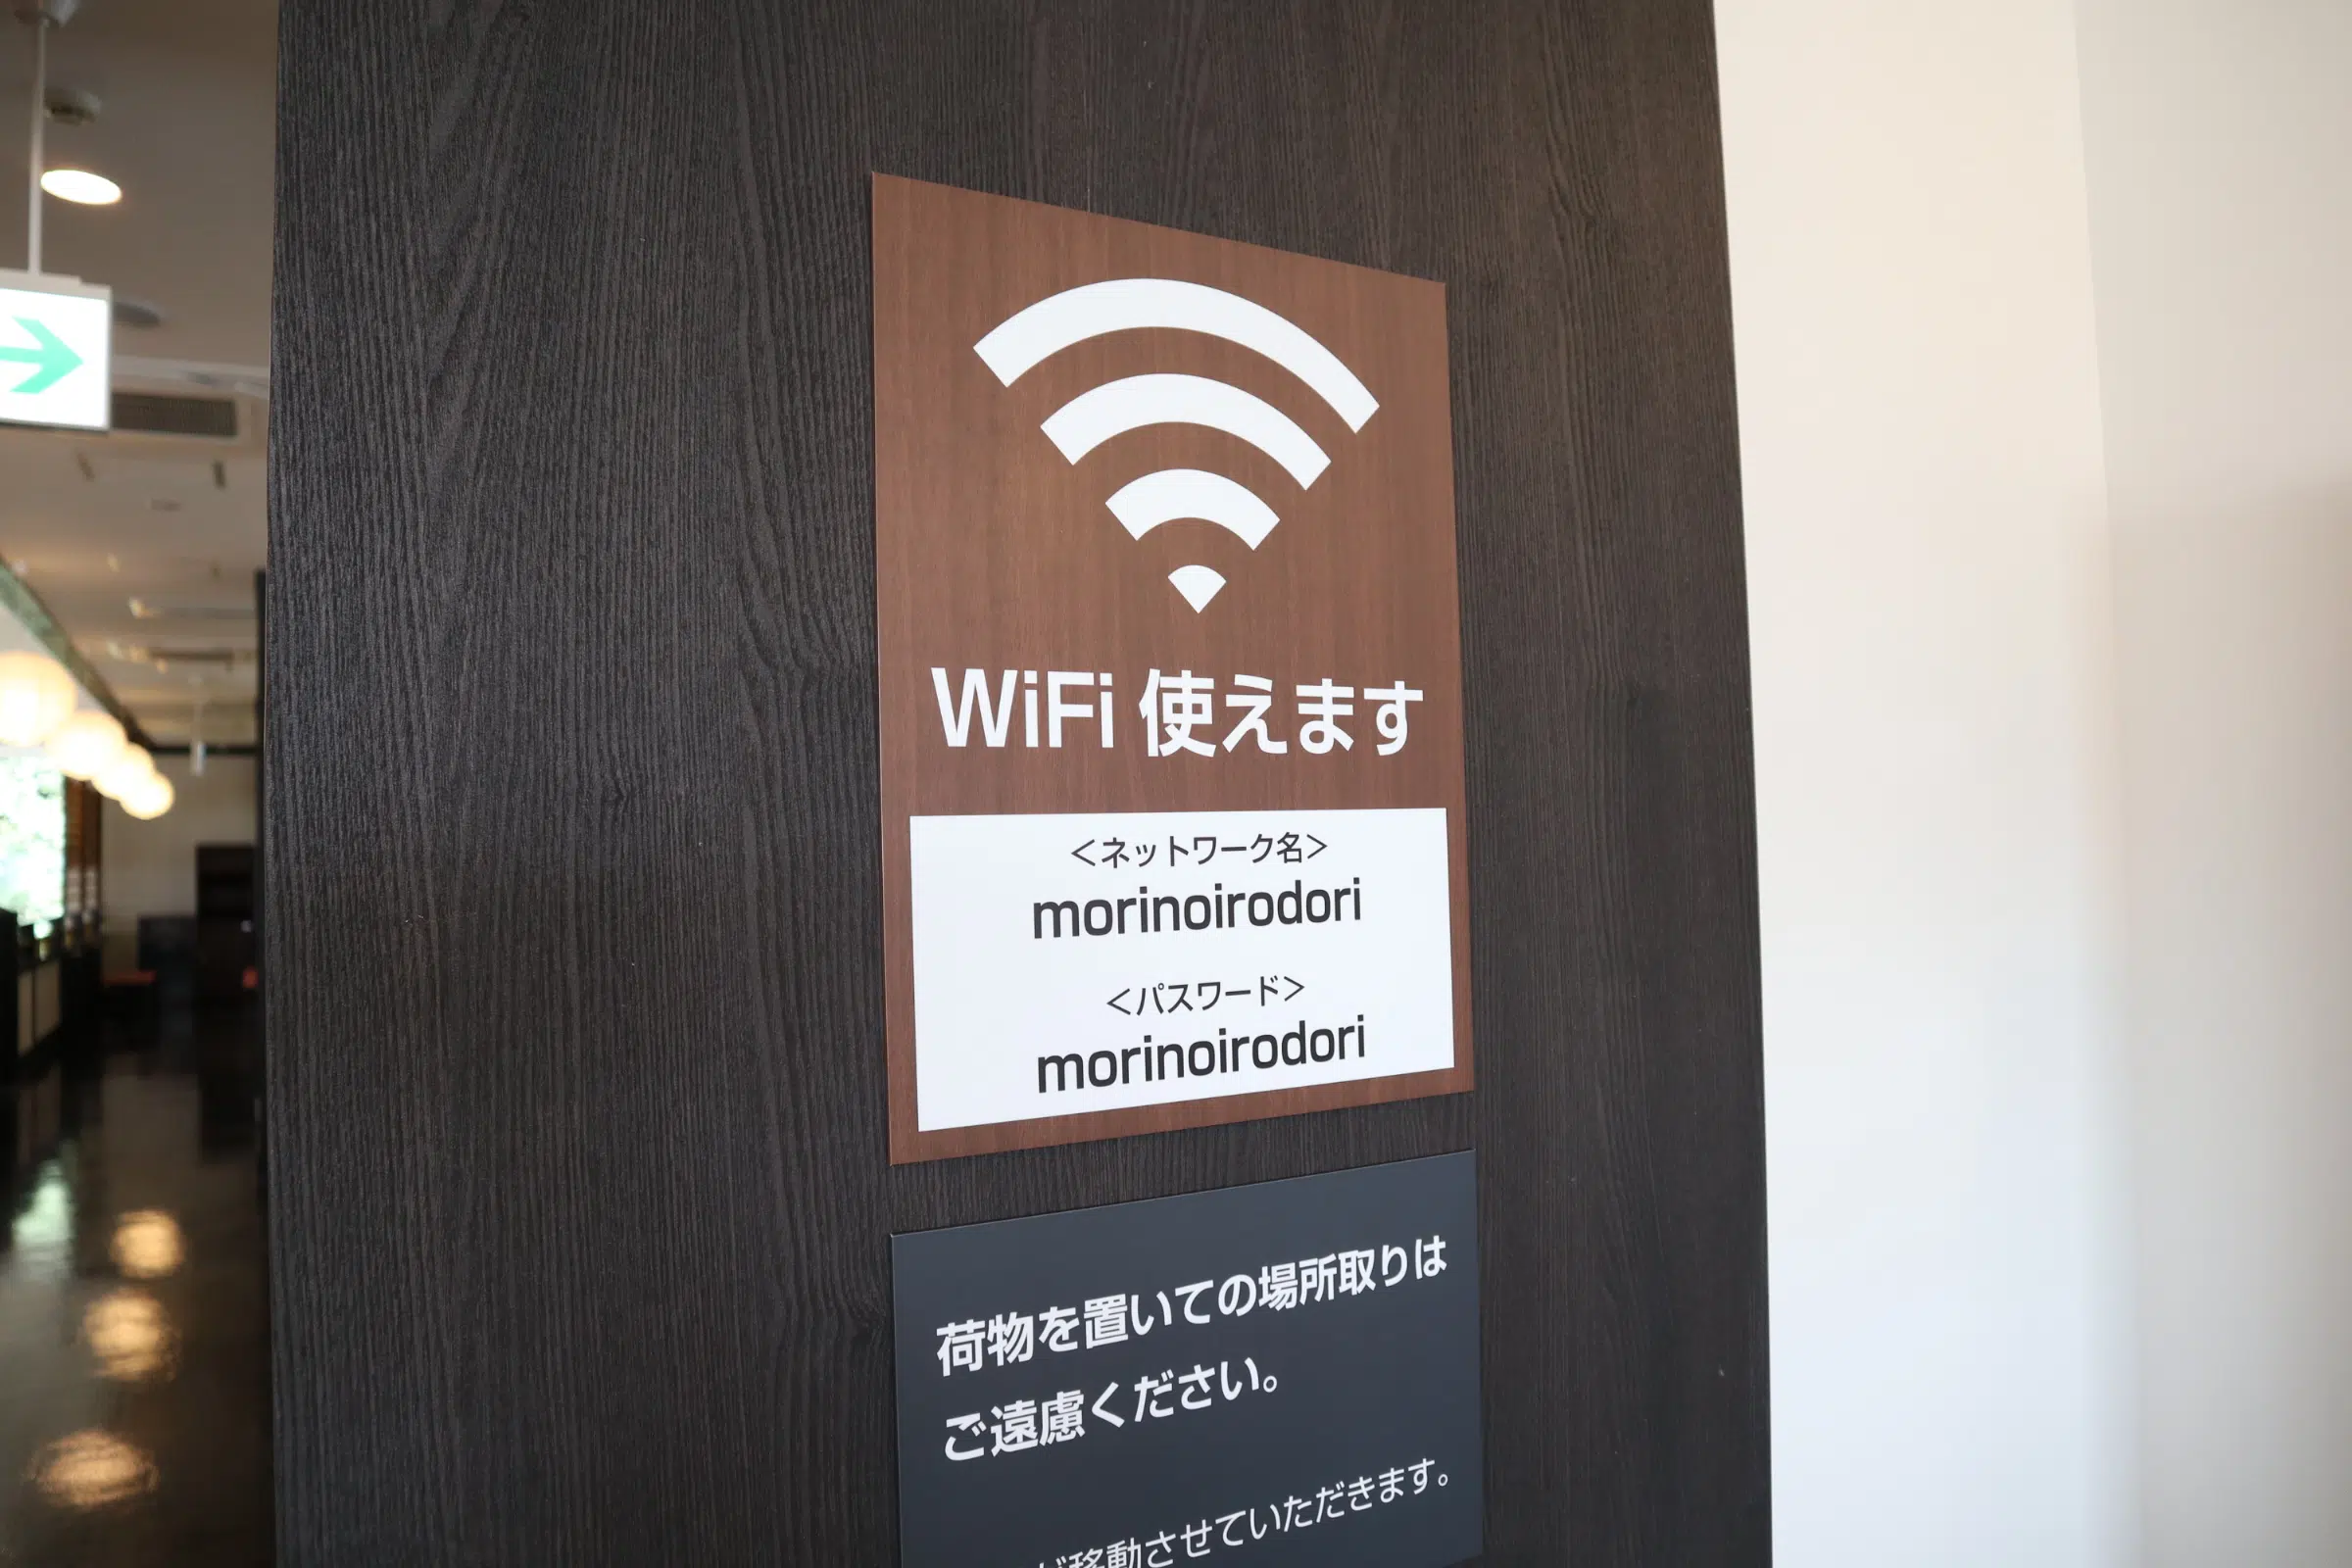 WiFi 使えます
＜ネットワーク名＞
morinoirodori
＜パスワード＞
morinoirodori
荷物を置いての場所取りは
ご遠慮ください。
移動させていただきます。